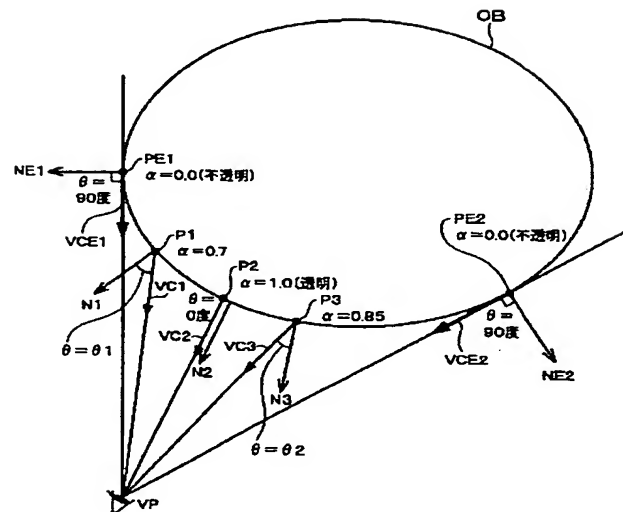 OB
PE1
NE1
α=0.0(不透明)
θ=
90度
VCE1
P1
α=0.7
PE2
α=0.0(不透明)
P2
α=1.0(透明)
θ=
0度
P3
α=0.85
VC1
N1
θ=θ1
VC2
N2
VC3
N3
θ=θ2
VCE2
θ=
90度
NE2
VP